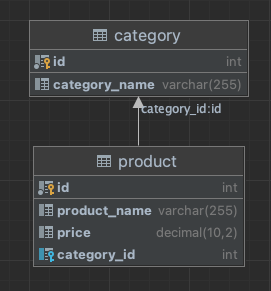 category
id int
category_name varchar(255)
category_id:id
product
id int
product_name varchar(255)
price decimal(10,2)
category_id int